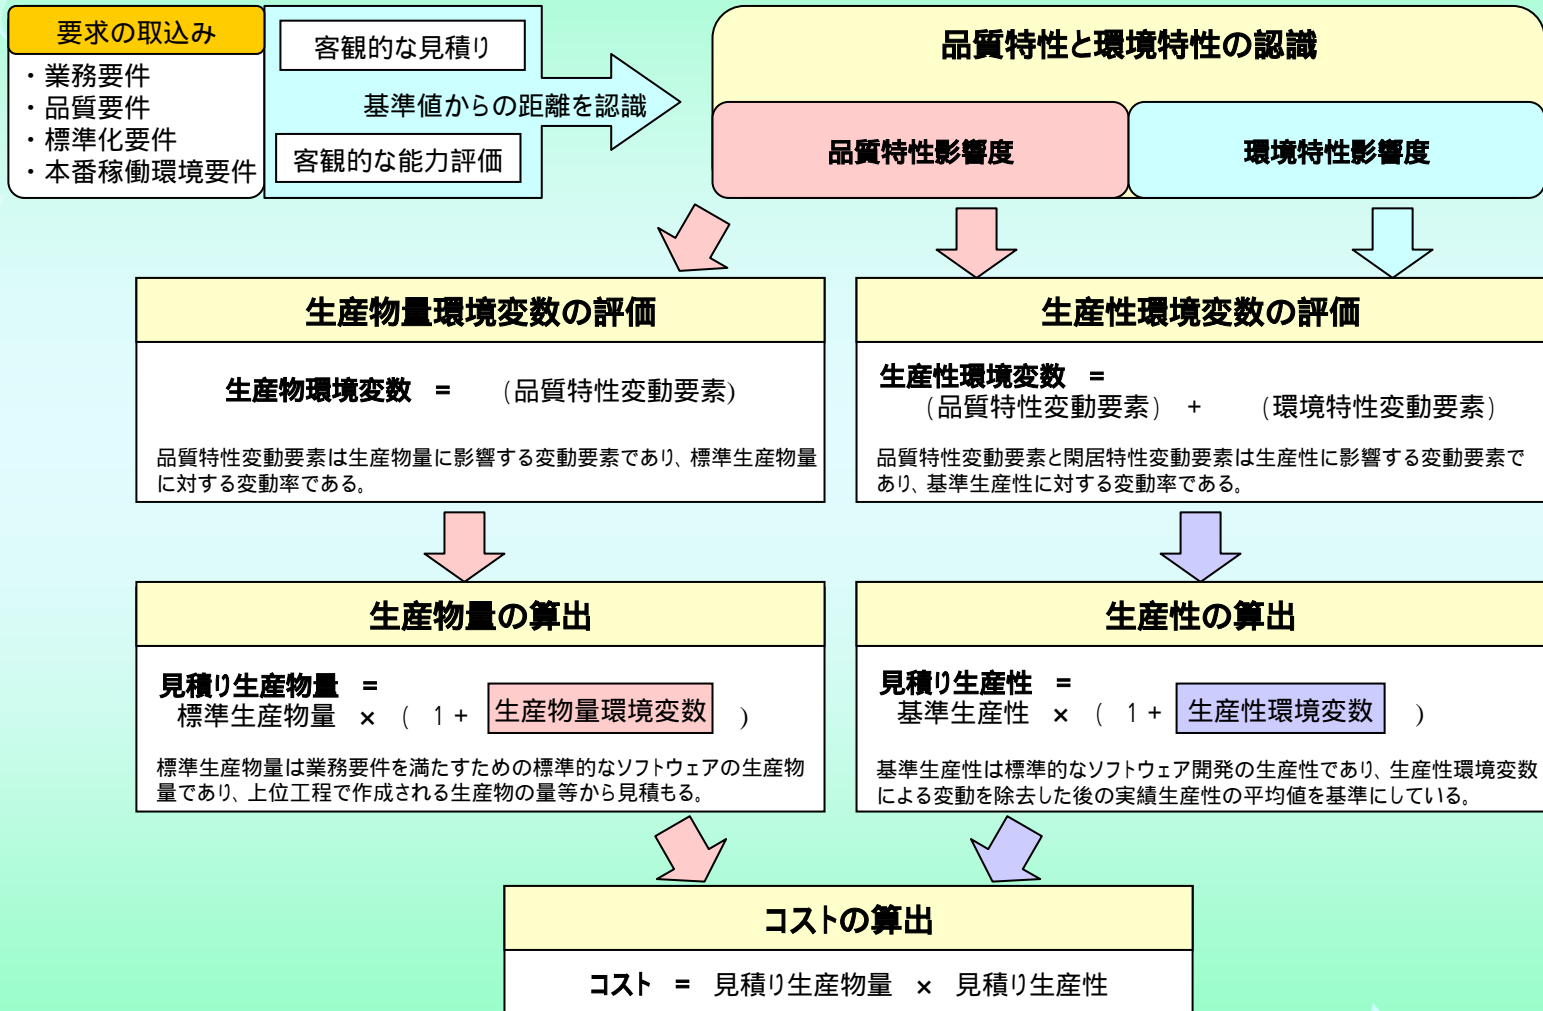 要求の取込み
・業務要件
・品質要件
・標準化要件
・本番稼働環境要件
客観的な見積り
基準値からの距離を認識
客観的な能力評価
品質特性と環境特性の認識
品質特性影響度
環境特性影響度
生産物量環境変数の評価
生産物環境変数 = (品質特性変動要素)
品質特性変動要素は生産物量に影響する変動要素であり、標準生産物量
に対する変動率である。
生産性環境変数の評価
生産性環境変数 =
(品質特性変動要素) + (環境特性変動要素)
品質特性変動要素と閑居特性変動要素は生産性に影響する変動要素で
あり、基準生産性に対する変動率である。
生産物量の算出
見積り生産物量 =
標準生産物量 × ( 1 + 生産物量環境変数 )
標準生産物量は業務要件を満たすための標準的なソフトウェアの生産物
量であり、上位工程で作成される生産物の量等から見積もる。
生産性の算出
見積り生産性 =
基準生産性 × ( 1 + 生産性環境変数 )
基準生産性は標準的なソフトウェア開発の生産性であり、生産性環境変数
による変動を除去した後の実績生産性の平均値を基準にしている。
コストの算出
コスト = 見積り生産物量 × 見積り生産性